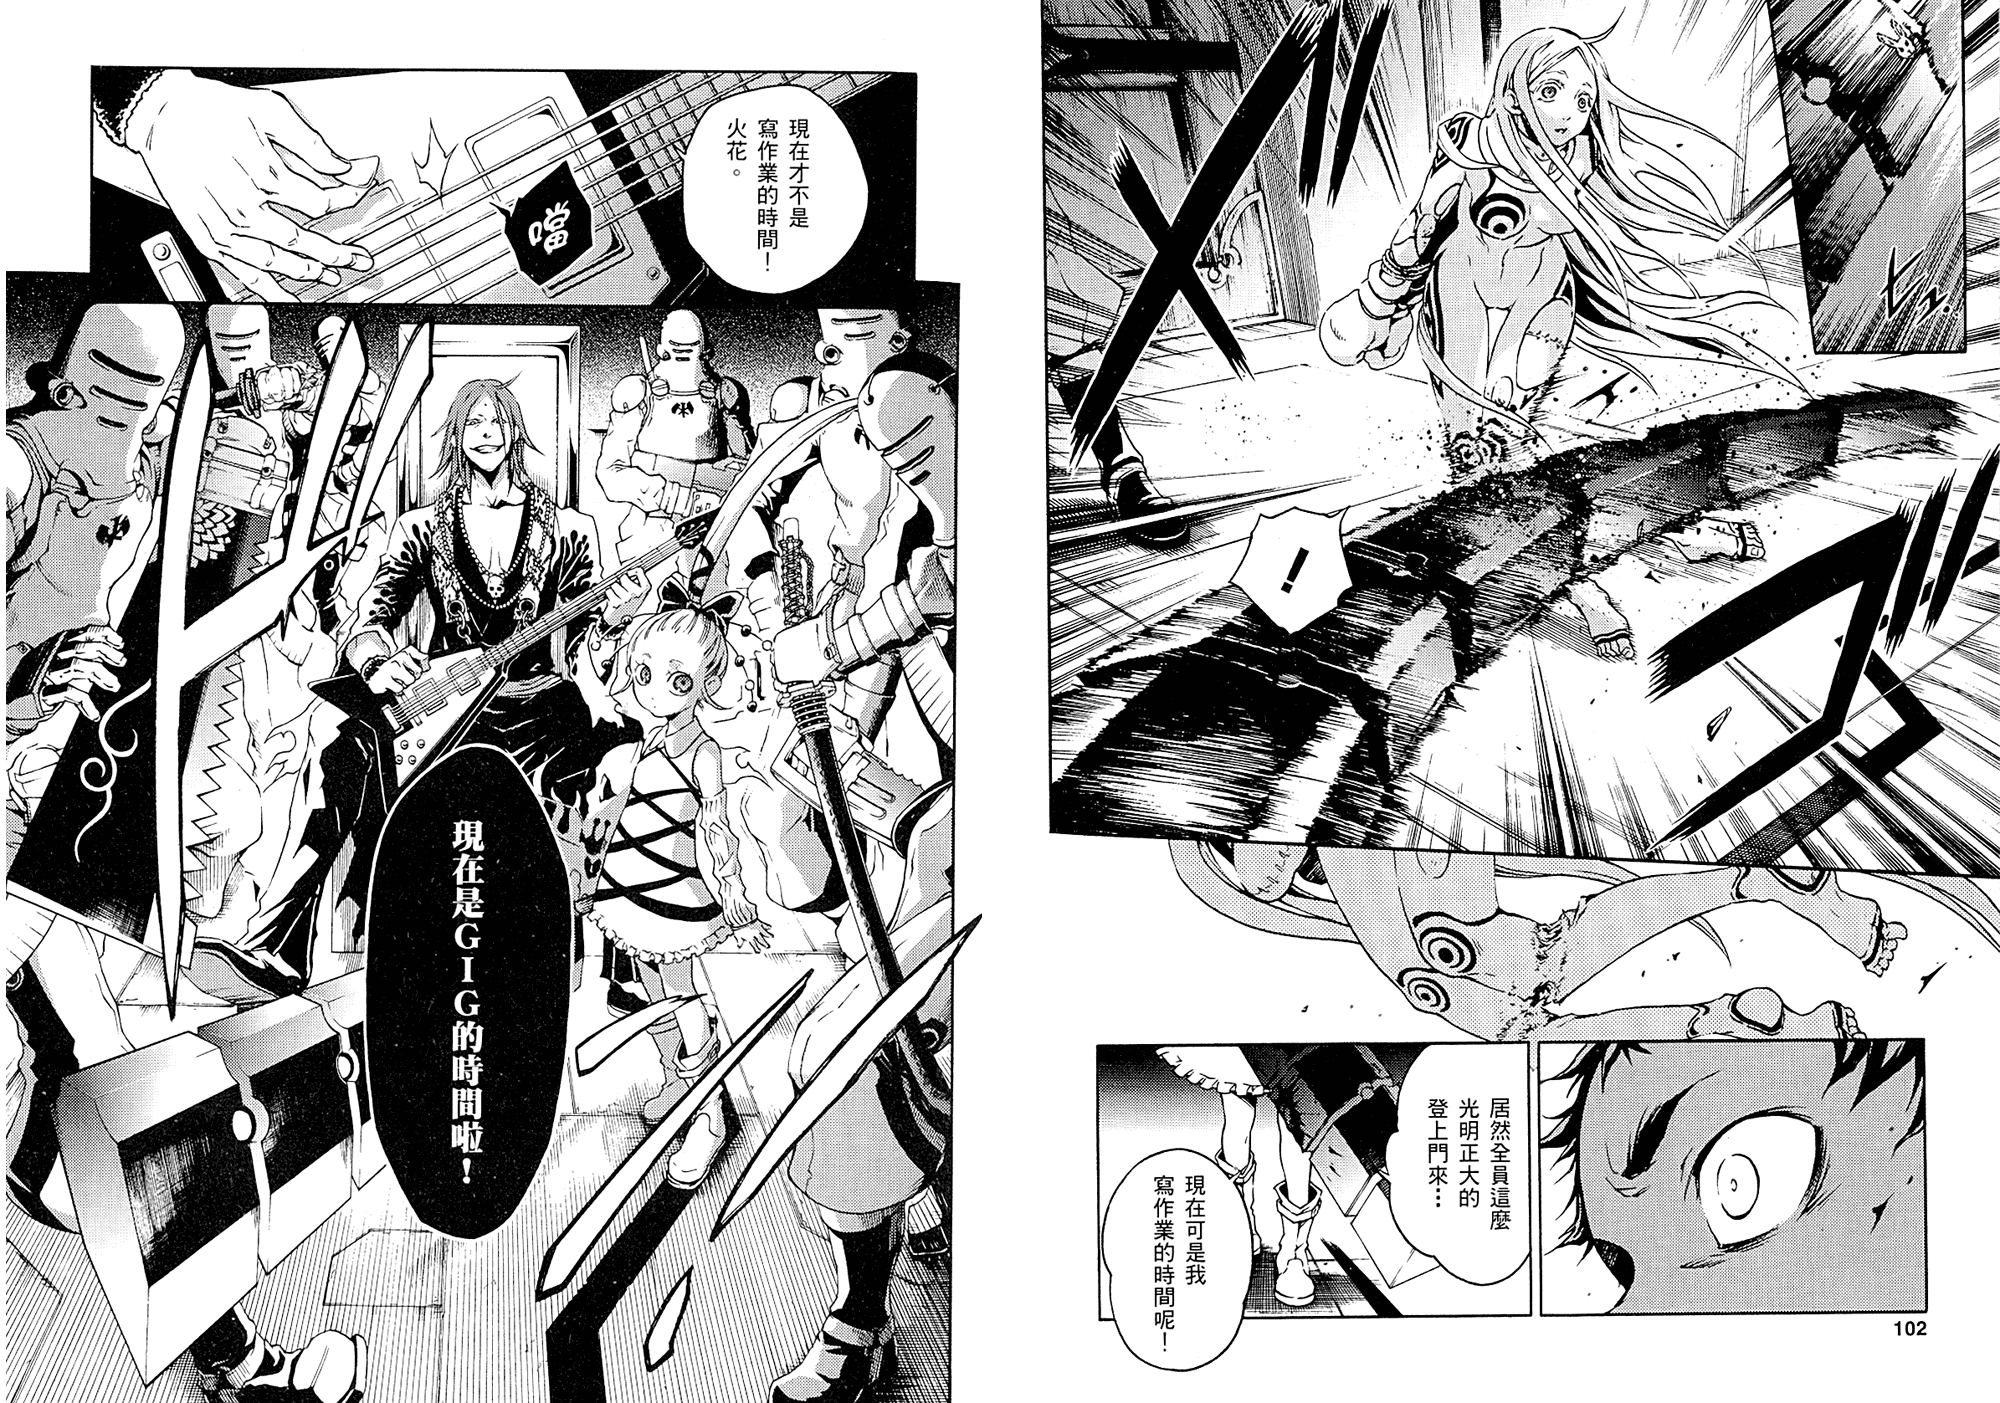 !
居然全員這麼
光明正大的
登上門來…
現在可是我
寫作業的時間呢！
102
現在才不是
寫作業的時間！
火花。
噹
現在是GIG的時間啦！